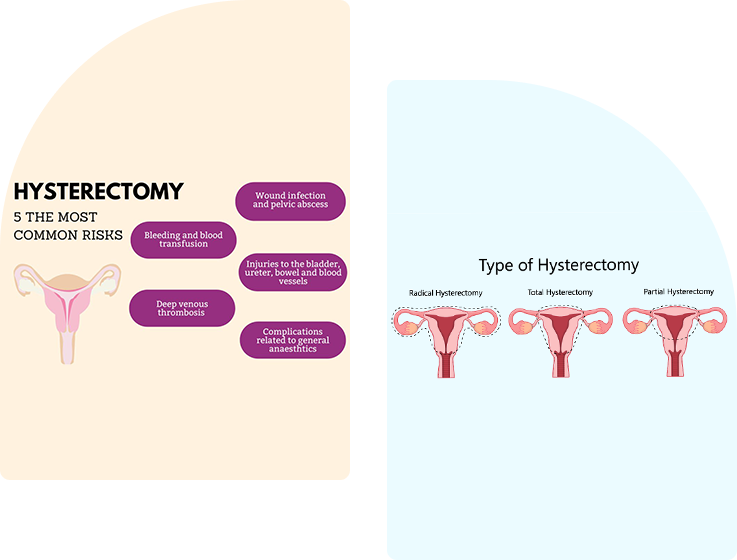 HYSTERECTOMY
5 THE MOST
COMMON RISKS
Wound infection
and pelvic abscess
Bleeding and blood
transfusion
Injuries to the bladder,
ureter, bowel and blood
vessels
Deep venous
thrombosis
Complications
related to general
anaesthtics
Type of Hysterectomy
Radical Hysterectomy
Total Hysterectomy
Partial Hysterectomy